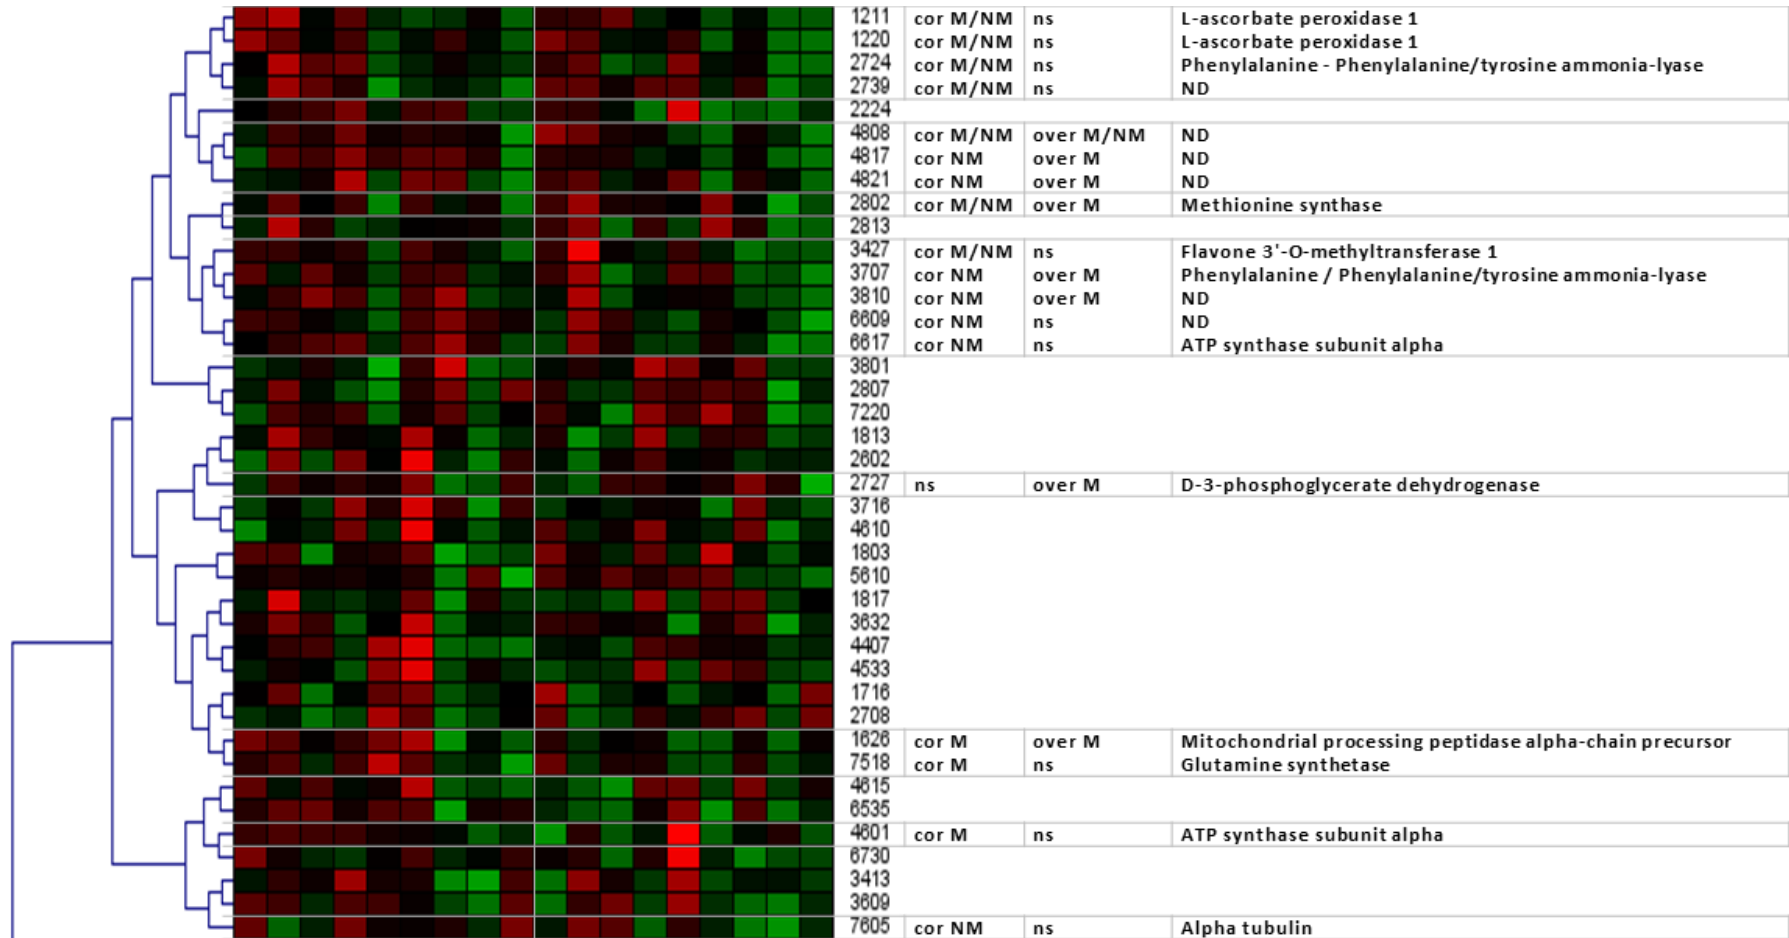 1211 cor M/NM ns L-ascorbate peroxidase 1
1220 cor M/NM ns L-ascorbate peroxidase 1
2724 cor M/NM ns Phenylalanine - Phenylalanine/tyrosine ammonia-lyase
2739 cor M/NM ns ND
2224
4808 cor M/NM over M/NM ND
4817 cor NM over M ND
4821 cor NM over M ND
2802 cor M/NM over M Methionine synthase
2813
3427 cor M/NM ns Flavone 3'-O-methyltransferase 1
3707 cor NM over M Phenylalanine / Phenylalanine/tyrosine ammonia-lyase
3810 cor NM over M ND
6609 cor NM ns ND
6617 cor NM ns ATP synthase subunit alpha
3801
2807
7220
1813
2602
2727 ns over M D-3-phosphoglycerate dehydrogenase
3716
4610
1803
5610
1817
3632
4407
4533
1716
2708
1626 cor M over M Mitochondrial processing peptidase alpha-chain precursor
7518 cor M ns Glutamine synthetase
4615
6535
4601 cor M ns ATP synthase subunit alpha
6730
3413
3609
7605 cor NM ns Alpha tubulin